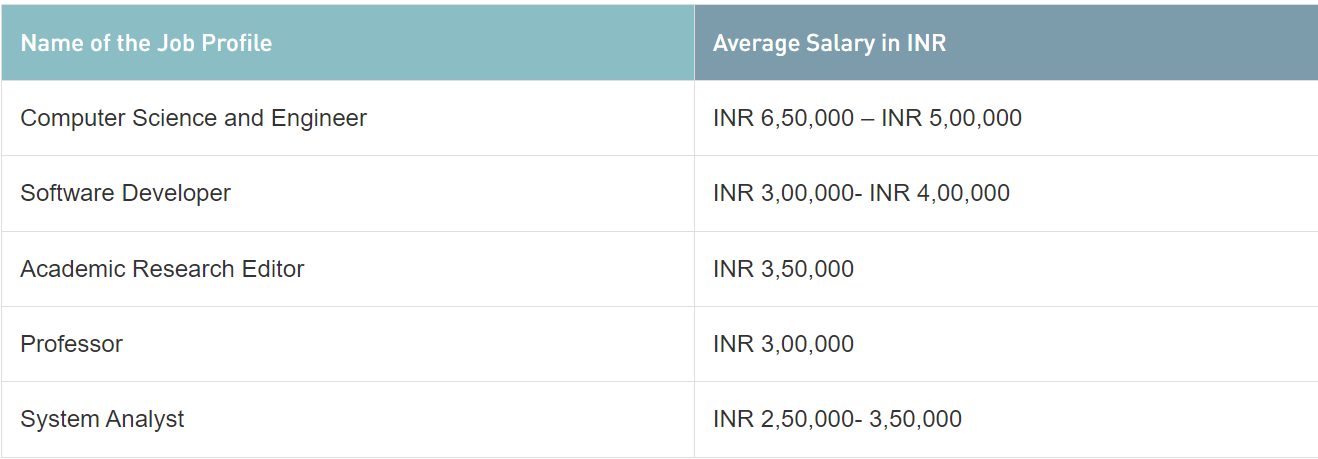 Name of the Job Profile Average Salary in INR
Computer Science and Engineer INR 6,50,000 – INR 5,00,000
Software Developer INR 3,00,000- INR 4,00,000
Academic Research Editor INR 3,50,000
Professor INR 3,00,000
System Analyst INR 2,50,000- 3,50,000